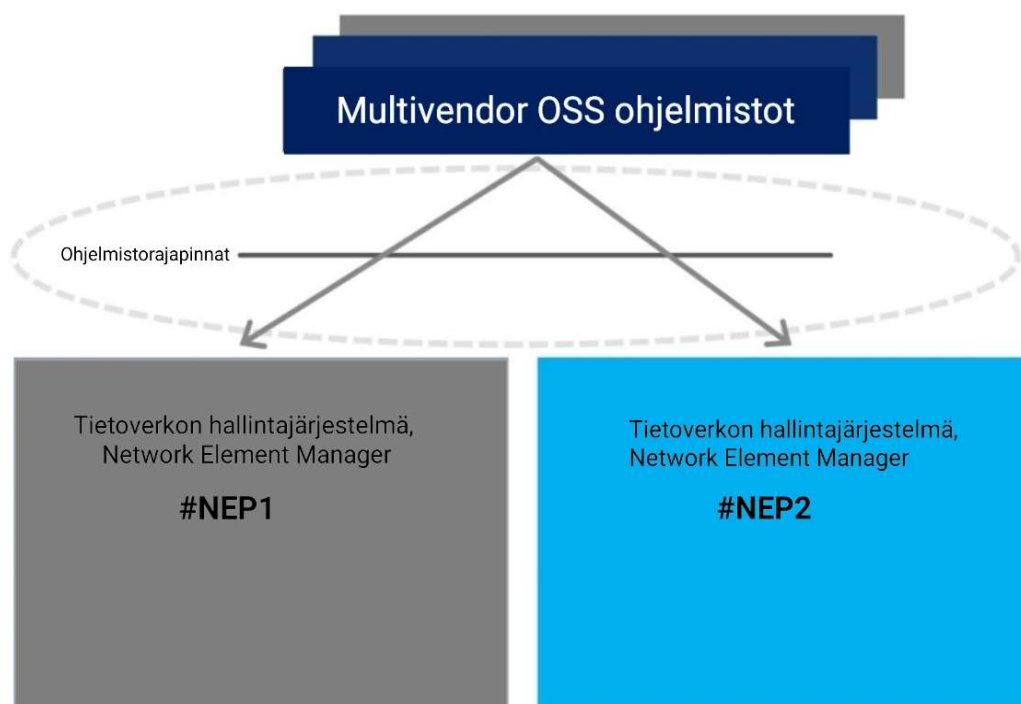 Multivendor OSS ohjelmistot
Ohjelmistorajapinnat
Tietoverkon hallintajärjestelmä,
Network Element Manager
#NEP1
Tietoverkon hallintajärjestelmä,
Network Element Manager
#NEP2